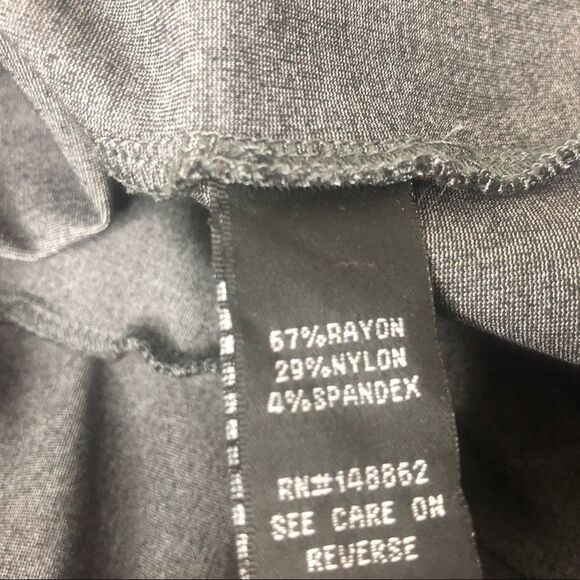 67%RAYON
29%NYLON
4%SPANDEX
RN#148862
SEE CARE ON
REVERSE